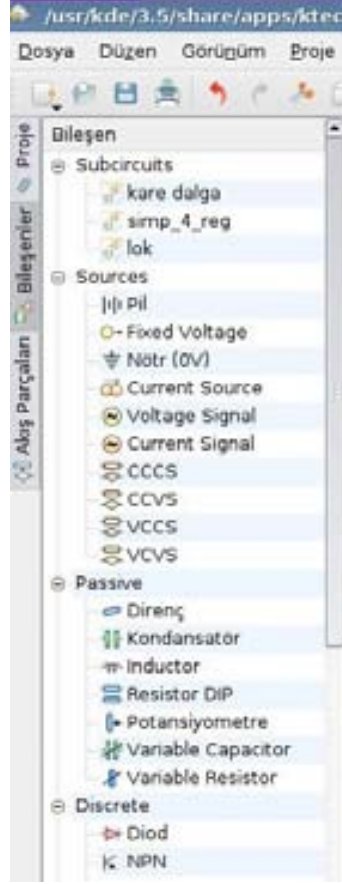 /usr/kde/3.5/share/apps/ktec
Dosya Düzen Görünüm Proje
Proje
Bileşenler
Akış Parçaları
Bileşen
Subcircuits
kare dalga
simp_4_reg
lok
Sources
Pil
Fixed Voltage
Nötr (0V)
Current Source
Voltage Signal
Current Signal
CCCS
CCVS
VCCS
VCVS
Passive
Direnç
Kondansatör
Inductor
Resistor DIP
Potansiyometre
Variable Capacitor
Variable Resistor
Discrete
Diod
NPN